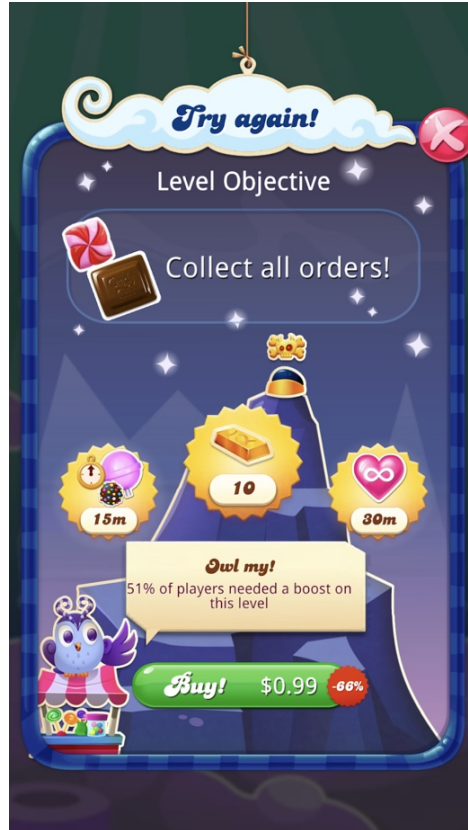 Try again!
Level Objective
Collect all orders!
10
15m
30m
Owl my!
51% of players needed a boost on
this level
Buy! $0.99 -66%